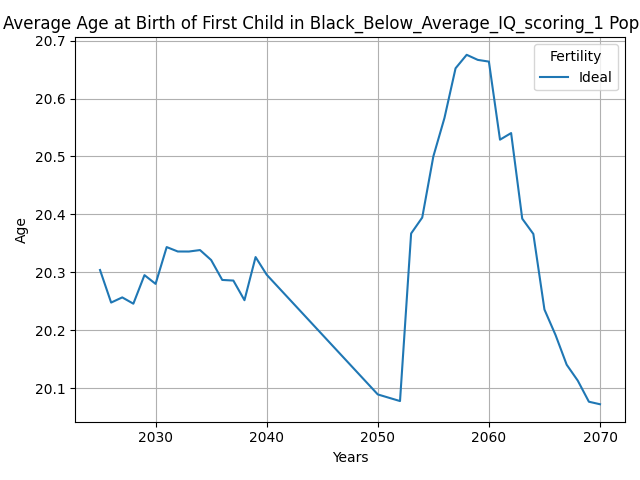 Average Age at Birth of First Child in Black_Below_Average_IQ_scoring_1 Pop
20.7
20.6
20.5
20.4
20.3
20.2
20.1
Age
Fertility
Ideal
2030 2040 2050 2060 2070
Years